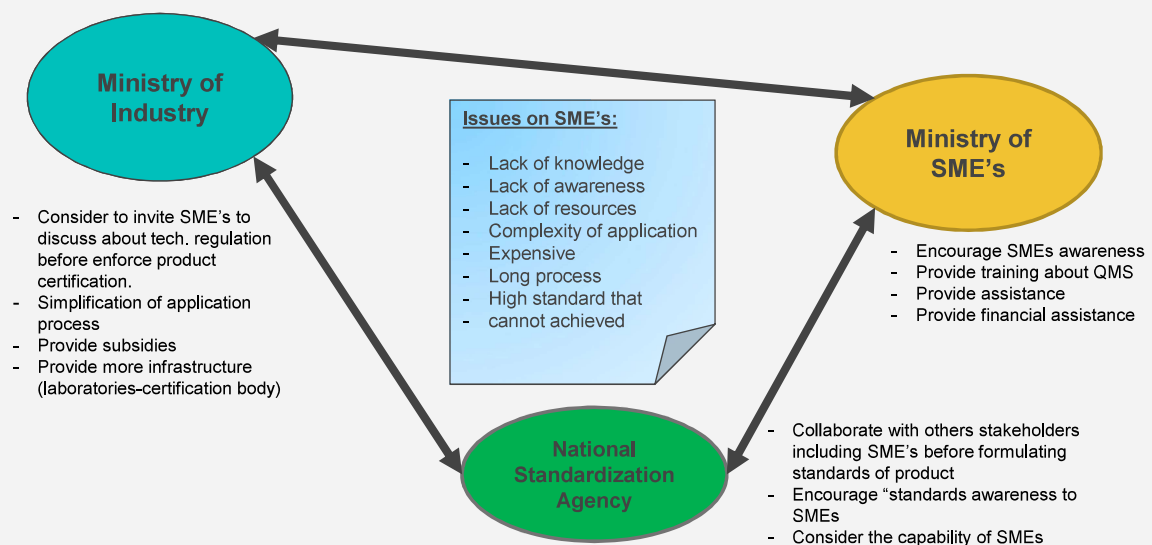 Ministry of
Industry
Issues on SME's:
- Lack of knowledge
- Lack of awareness
- Lack of resources
- Complexity of application
- Expensive
- Long process
- High standard that
- cannot achieved
Ministry of
SME's
- Consider to invite SME's to
discuss about tech. regulation
before enforce product
certification.
- Simplification of application
process
- Provide subsidies
- Provide more infrastructure
(laboratories-certification body)
- Encourage SMEs awareness
- Provide training about QMS
- Provide assistance
- Provide financial assistance
National
Standardization
Agency
- Collaborate with others stakeholders
including SME's before formulating
standards of product
- Encourage “standards awareness to
SMEs
- Consider the capability of SMEs